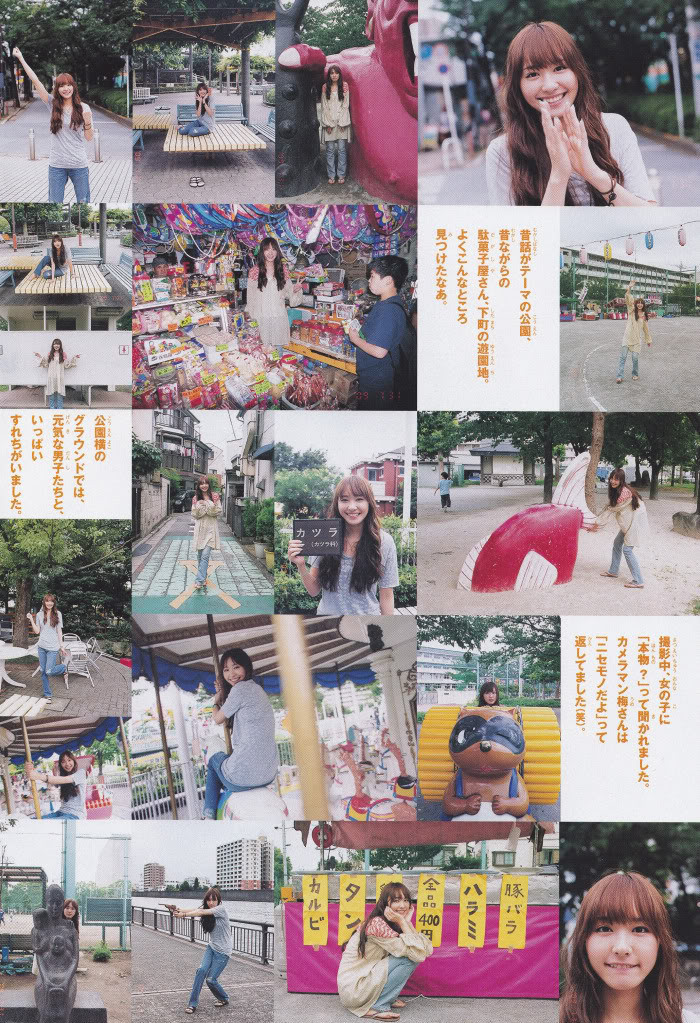 昔話がテーマの公園、
昔ながらの
駄菓子屋さん、下町の遊園地。
よくこんなところ
見つけたなあ。
公園横の
グラウンドでは、
元気な男子たちと、
いっぱい
すれちがいました。
カツラ
(カツラ科)
撮影中、女の子に
「本物?」って聞かれました。
カメラマン梅さんは
「ニセモノだよ」って
返してました(笑)。
カルビ
タン
全品400円
ハラミ
豚バラ